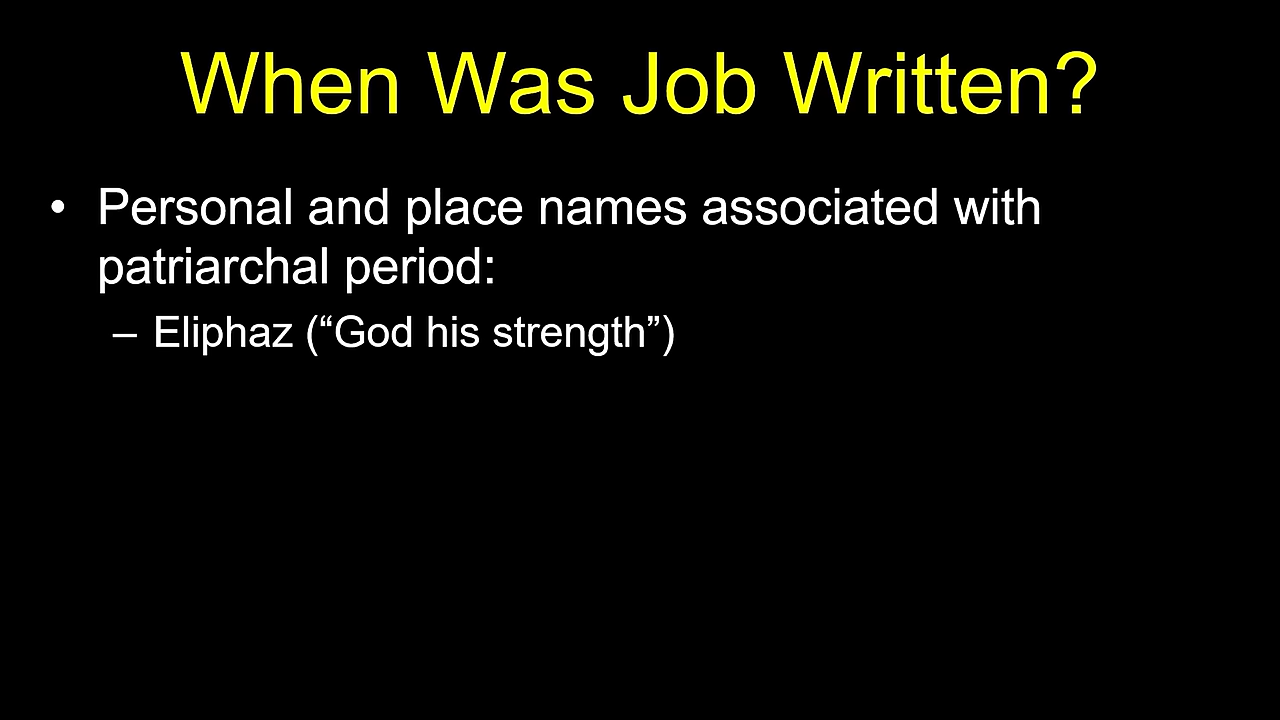 When Was Job Written?
• Personal and place names associated with
patriarchal period:
– Eliphaz (“God his strength”)